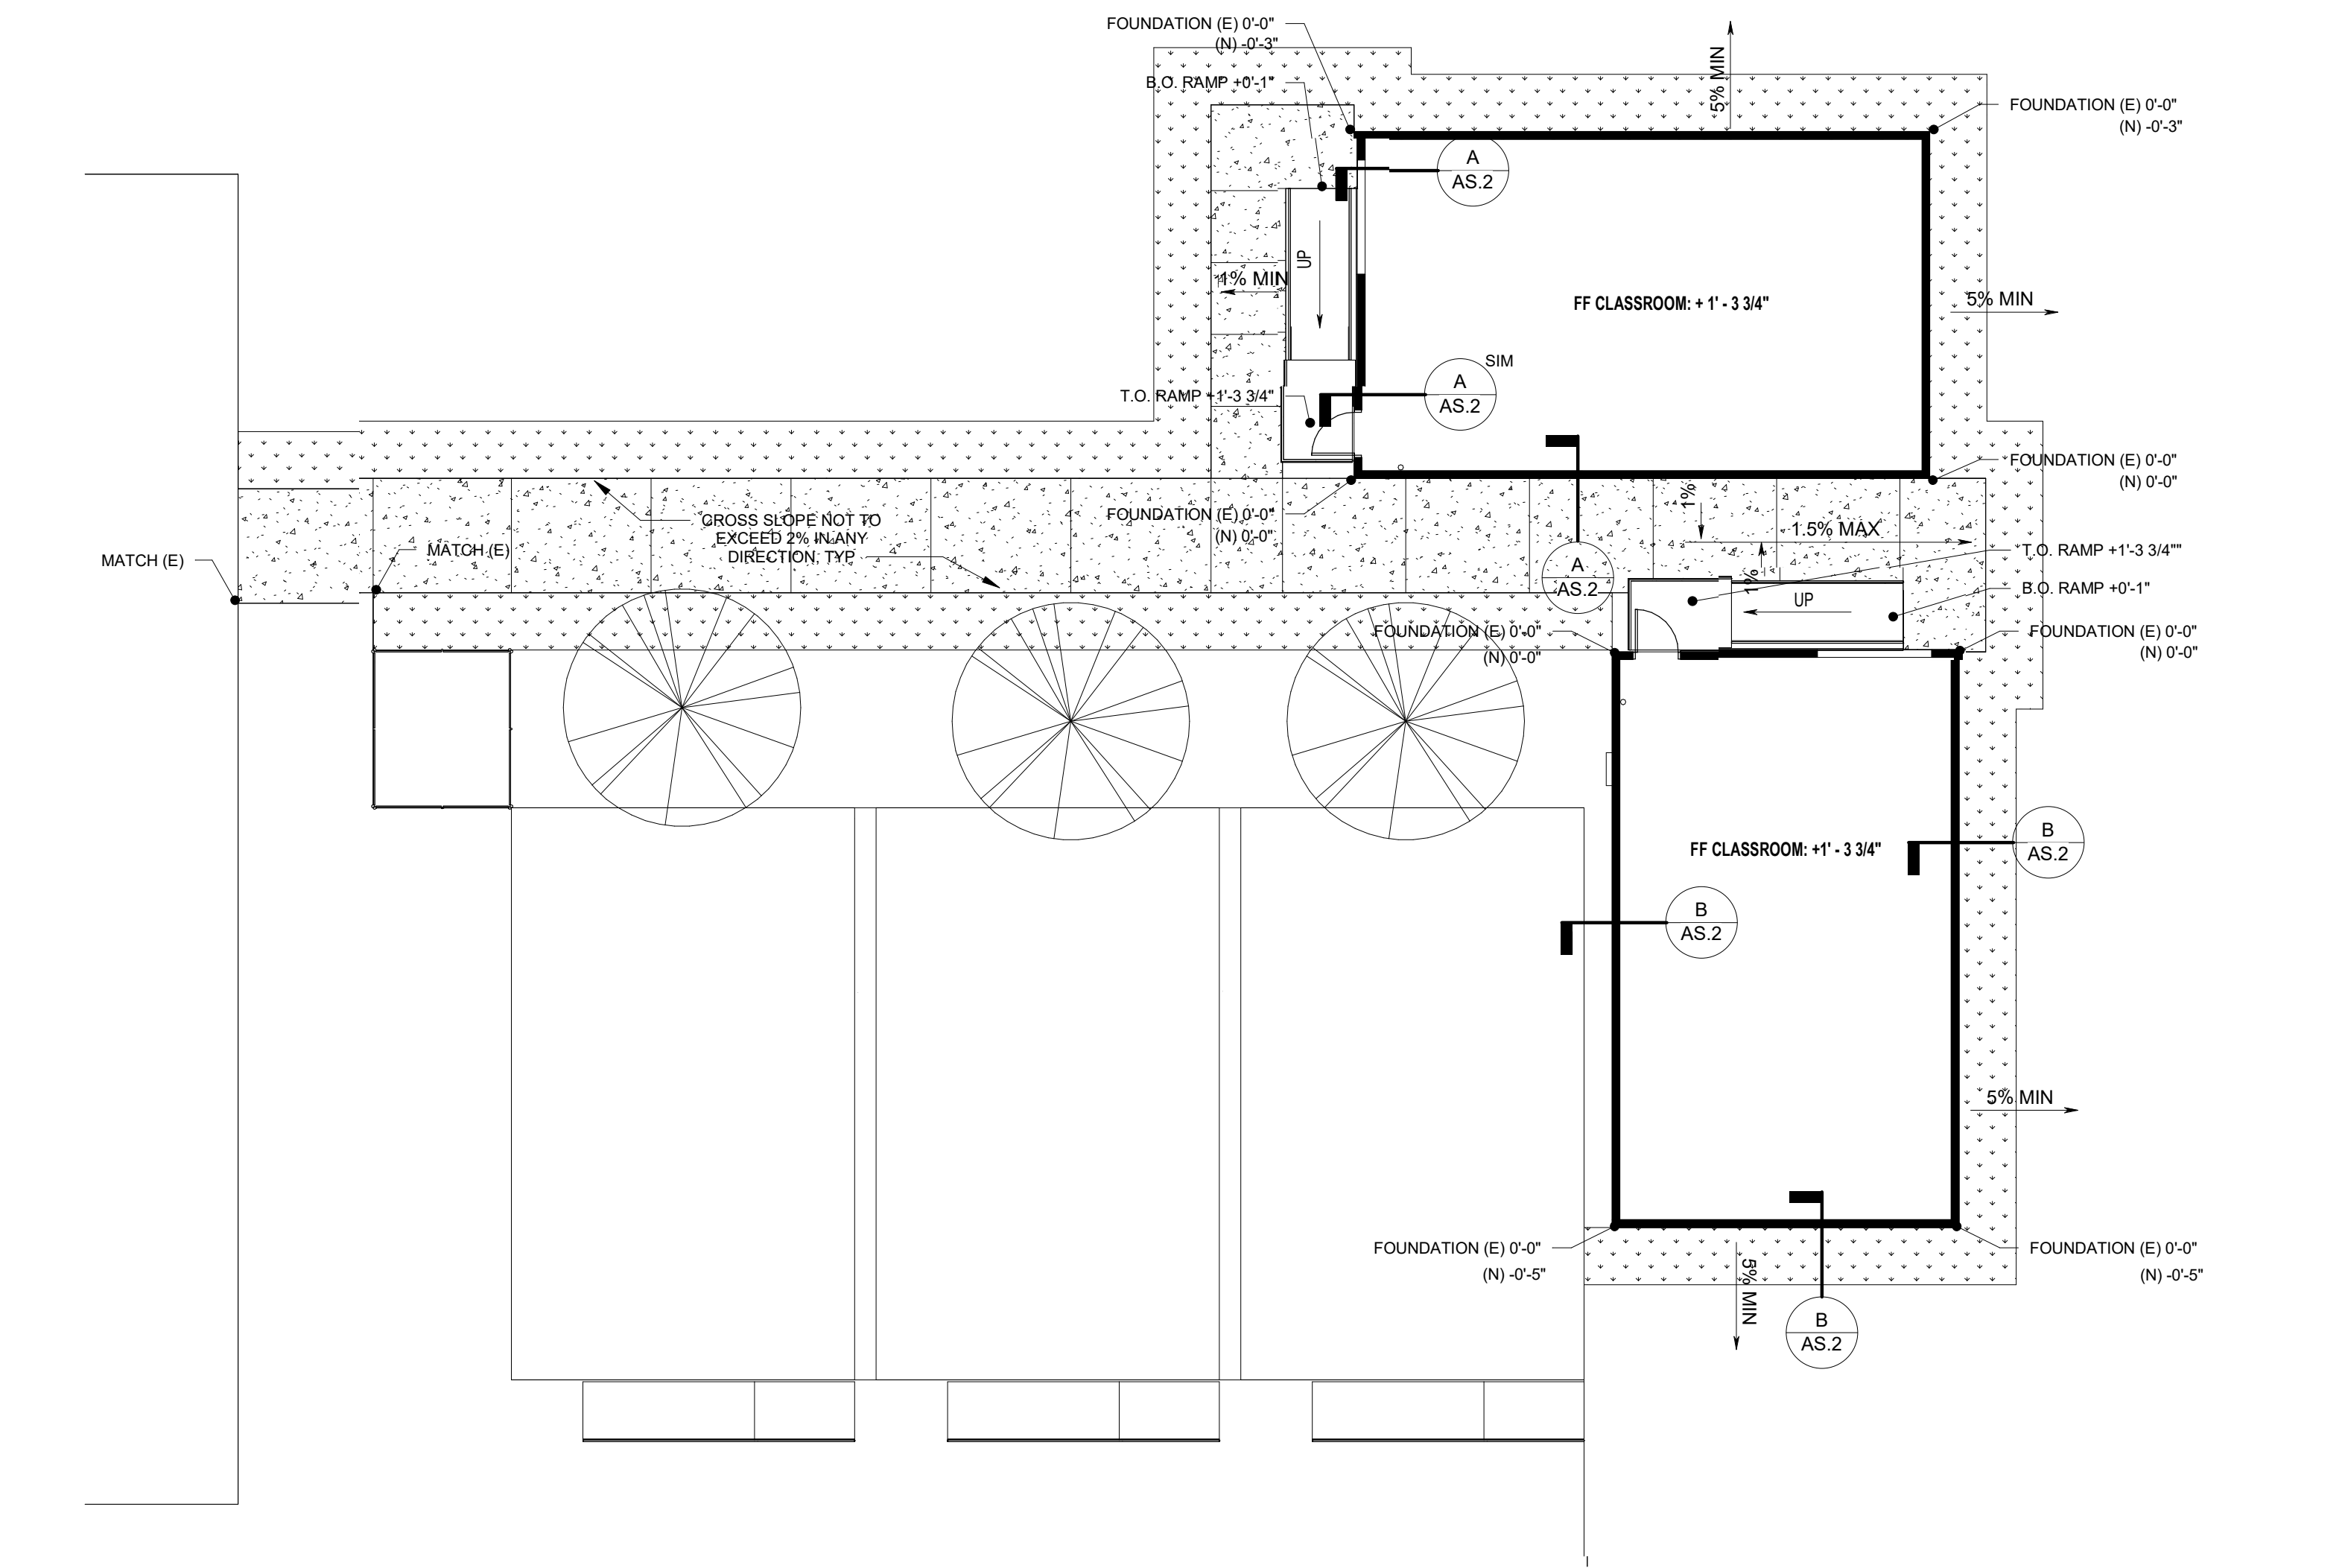 FOUNDATION (E) 0'-0"
(N) -0'-3"
B.O. RAMP +0'-1"
5% MIN
FOUNDATION (E) 0'-0"
(N) -0'-3"
A
AS.2
UP
1% MIN
FF CLASSROOM: + 1' - 3 3/4"
5% MIN
SIM
A
AS.2
T.O. RAMP +1'-3 3/4"
FOUNDATION (E) 0'-0"
(N) 0'-0"
CROSS SLOPE NOT TO
EXCEED 2% IN ANY
DIRECTION, TYP.
FOUNDATION (E) 0'-0"
(N) 0'-0"
1%
1.5% MAX
MATCH (E)
MATCH (E)
T.O. RAMP +1'-3 3/4""
A
AS.2
1%
UP
B.O. RAMP +0'-1"
FOUNDATION (E) 0'-0"
(N) 0'-0"
FOUNDATION (E) 0'-0"
(N) 0'-0"
FF CLASSROOM: +1' - 3 3/4"
B
AS.2
B
AS.2
5% MIN
FOUNDATION (E) 0'-0"
(N) -0'-5"
5% MIN
FOUNDATION (E) 0'-0"
(N) -0'-5"
B
AS.2